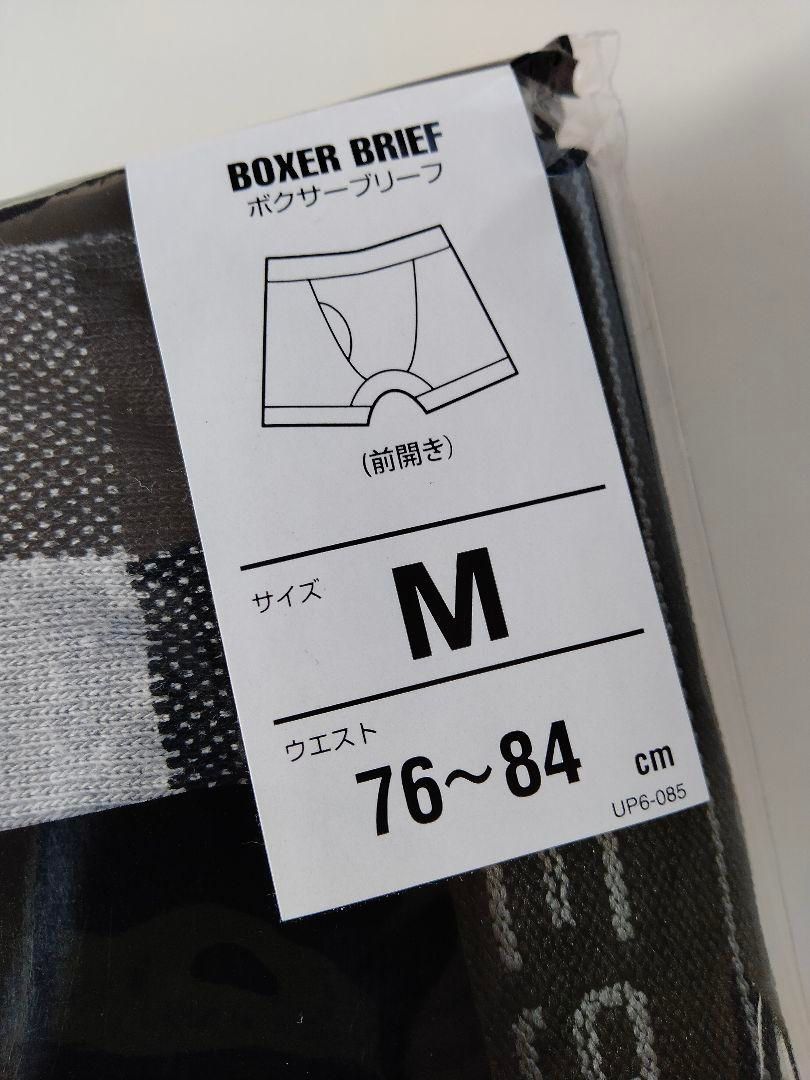 BOXER BRIEF
ボクサーブリーフ
(前開き)
サイズ
M
ウエスト
76～84 cm
UP6-085